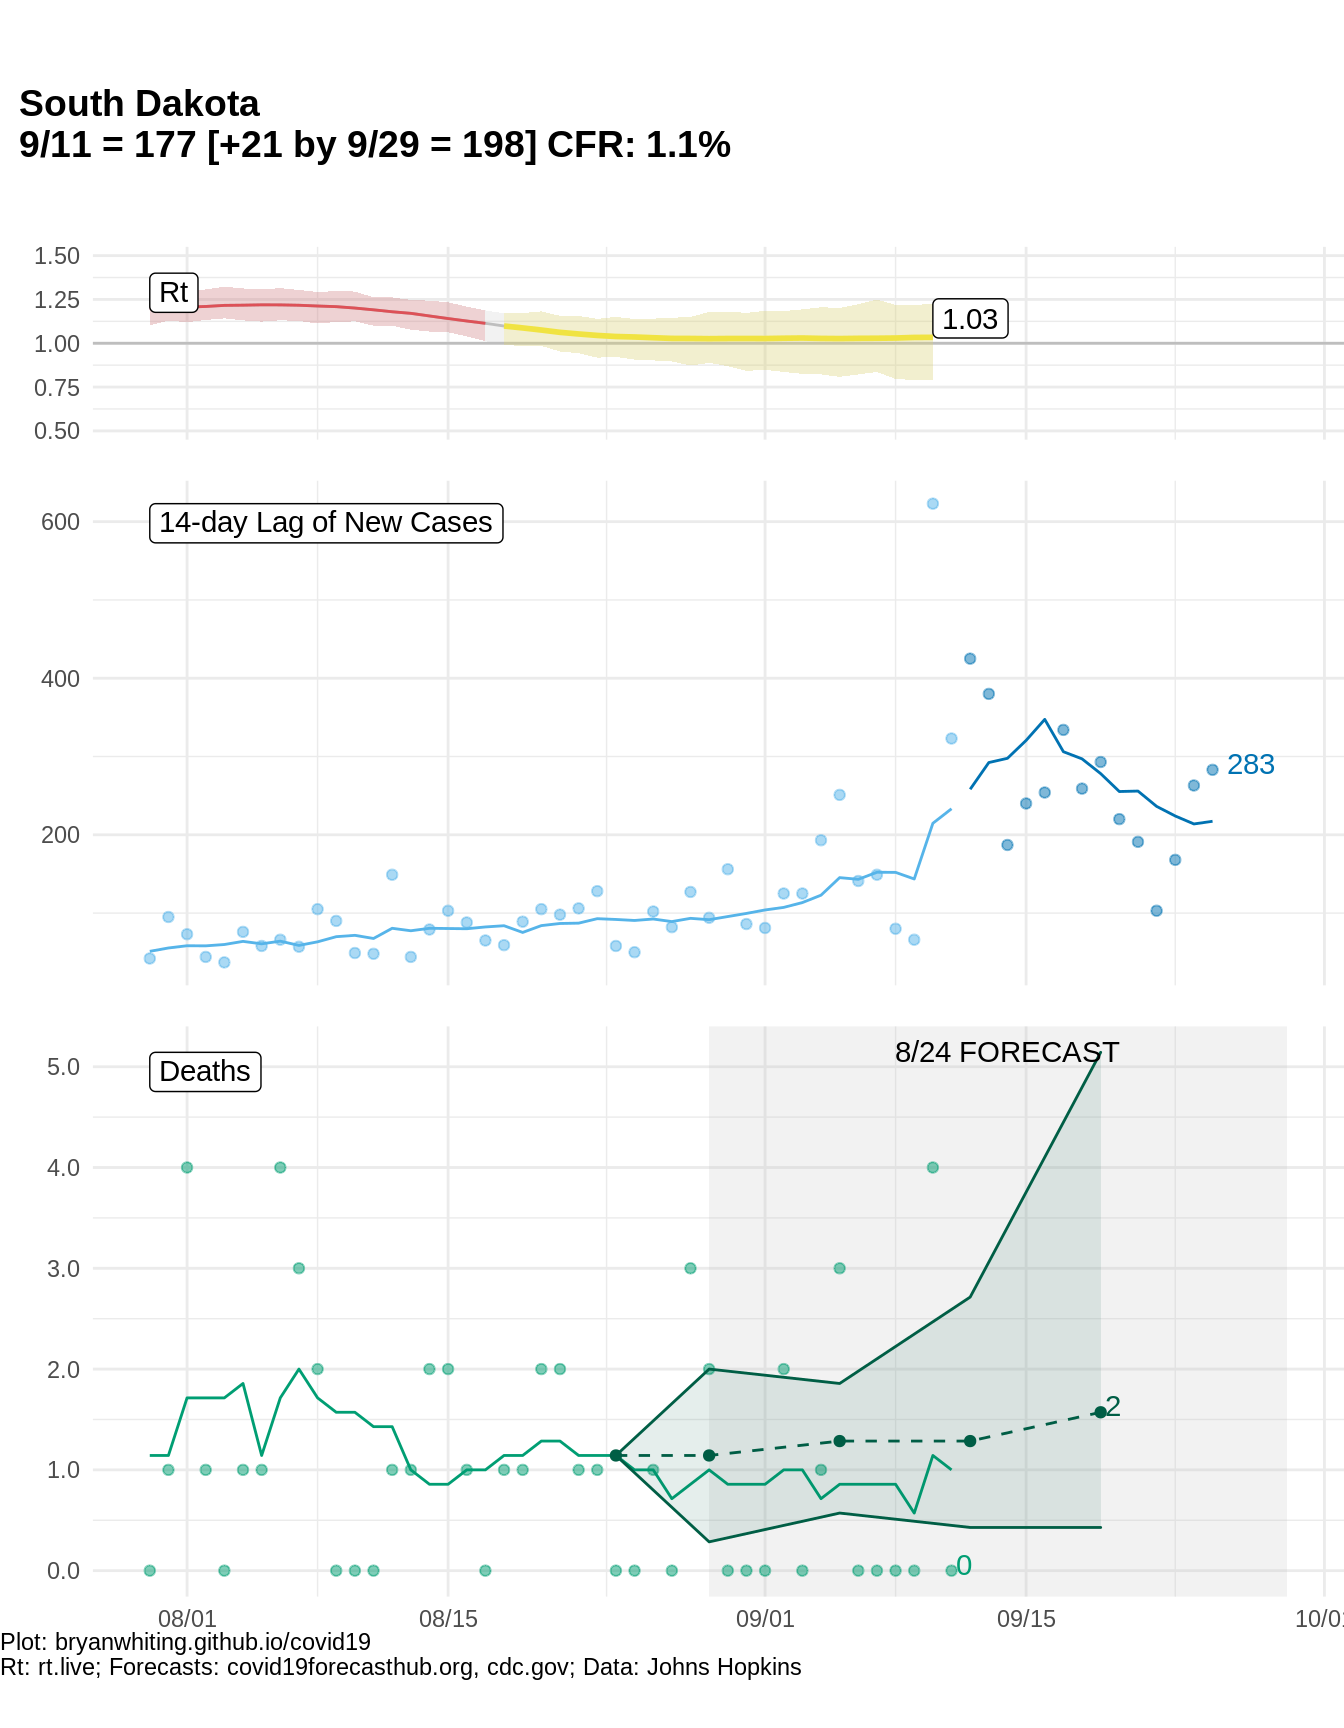 South Dakota
9/11 = 177 [+21 by 9/29 = 198] CFR: 1.1%
1.50
1.25
1.00
0.75
0.50
Rt
1.03
14-day Lag of New Cases
600
400
200
283
Deaths
8/24 FORECAST
5.0
4.0
3.0
2.0
1.0
0.0
2
0
08/01
08/15
09/01
09/15
10/01
Plot: bryanwhiting.github.io/covid19
Rt: rt.live; Forecasts: covid19forecasthub.org, cdc.gov; Data: Johns Hopkins